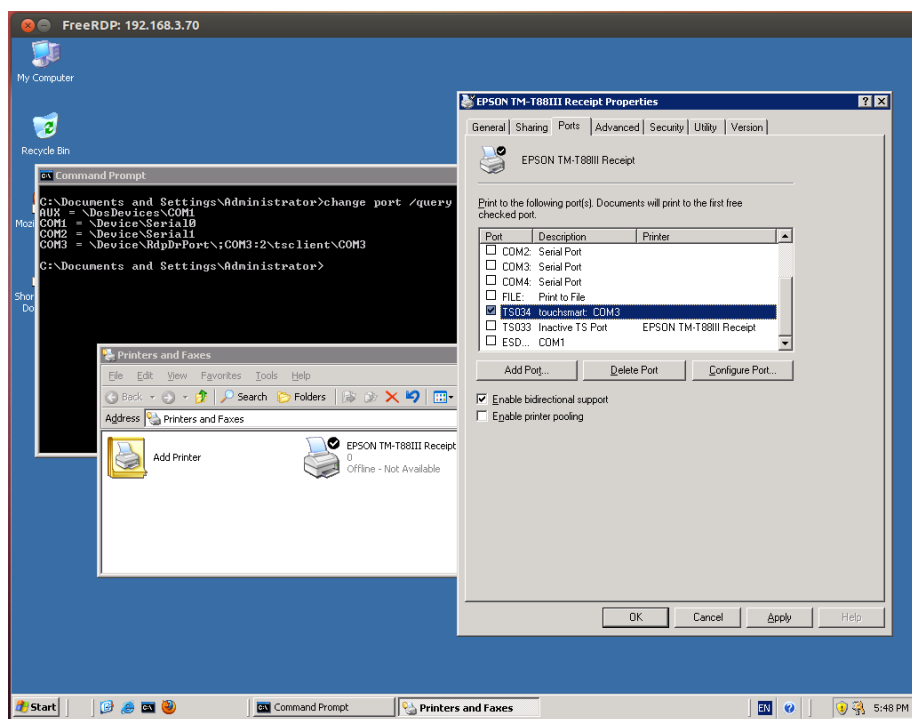 FreeRDP: 192.168.3.70
My Computer
Recycle Bin
Mozi
Shor
Do
Command Prompt
C:\Documents and Settings\Administrator>change port /query
AUX = \DosDevices\COM1
COM1 = \Device\Serial0
COM2 = \Device\Serial1
COM3 = \Device\RdpDrPort\;COM3:2\tsclient\COM3
C:\Documents and Settings\Administrator>
Printers and Faxes
File Edit View Favorites Tools Help
Back Search Folders
Address Printers and Faxes
Add Printer
EPSON TM-T88III Receipt
0
Offline - Not Available
EPSON TM-T88III Receipt Properties
General Sharing Ports Advanced Security Utility Version
EPSON TM-T88III Receipt
Print to the following port(s). Documents will print to the first free
checked port.
Port Description Printer
COM2: Serial Port
COM3: Serial Port
COM4: Serial Port
FILE: Print to File
TS034 touchsmart: COM3
TS033 Inactive TS Port EPSON TM-T88III Receipt
ESD... COM1
Add Port... Delete Port Configure Port...
Enable bidirectional support
Enable printer pooling
OK Cancel Apply Help
Start Command Prompt Printers and Faxes EN 5:48 PM